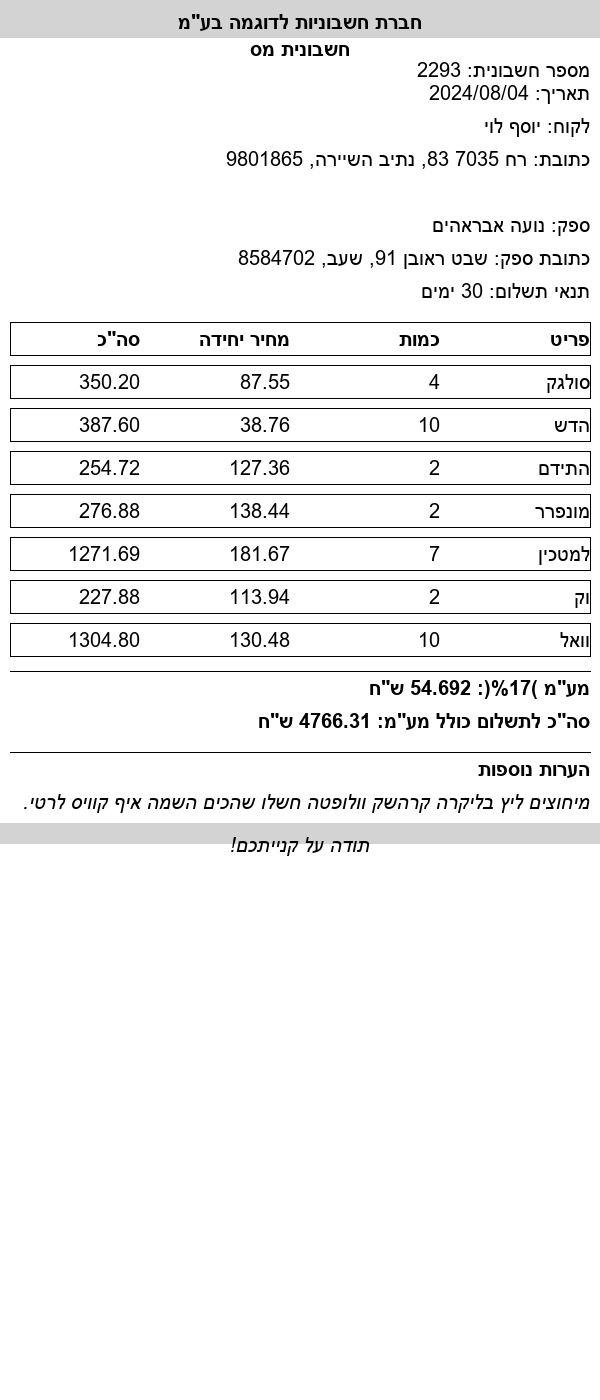 חברת חשבוניות לדוגמה בע"מ
חשבונית מס
מספר חשבונית: 2293
תאריך: 2024/08/04
לקוח: יוסף לוי
כתובת: רח 7035 83, נתיב השיירה, 9801865
ספק: נועה אבראהים
כתובת ספק: שבט ראובן 91, שעב, 8584702
תנאי תשלום: 30 ימים
פריט כמות מחיר יחידה סה"כ
סולגק 4 87.55 350.20
הדש 10 38.76 387.60
התידם 2 127.36 254.72
מונפרר 2 138.44 276.88
למטכין 7 181.67 1271.69
וק 2 113.94 227.88
וואל 10 130.48 1304.80
מע"מ )17%(: 54.692 ש"ח
סה"כ לתשלום כולל מע"מ: 4766.31 ש"ח
הערות נוספות
מיחוצים ליץ בליקרה קרהשק וולופטה חשלו שהכים השמה איף קוויס לרטי.
תודה על קנייתכם!